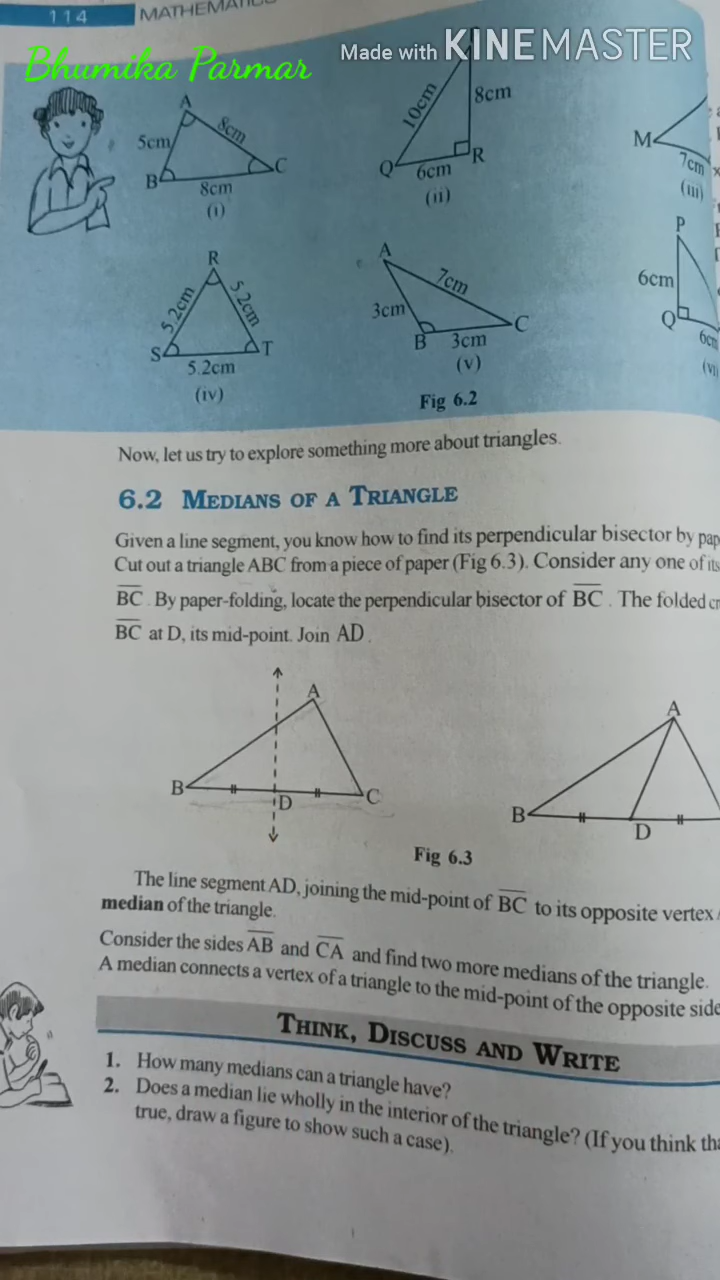 114
MATHEMATICS
Bhumika Parmar
Made with KINEMASTER
A
5cm
8cm
B
C
8cm
(i)
10cm
8cm
Q
R
6cm
(ii)
M
7cm
(iii)
R
5.2cm
5.2cm
S
T
5.2cm
(iv)
A
7cm
3cm
B
3cm
C
(v)
P
6cm
Q
6cm
Fig 6.2
Now, let us try to explore something more about triangles.
6.2 MEDIANS OF A TRIANGLE
Given a line segment, you know how to find its perpendicular bisector by pap
Cut out a triangle ABC from a piece of paper (Fig 6.3). Consider any one of its
BC . By paper-folding, locate the perpendicular bisector of BC . The folded cr
BC at D, its mid-point. Join AD .
A
B
D
C
A
B
D
Fig 6.3
The line segment AD, joining the mid-point of BC to its opposite vertex A
median of the triangle.
Consider the sides AB and CA and find two more medians of the triangle.
A median connects a vertex of a triangle to the mid-point of the opposite side
THINK, DISCUSS AND WRITE
1. How many medians can a triangle have?
2. Does a median lie wholly in the interior of the triangle? (If you think tha
true, draw a figure to show such a case).